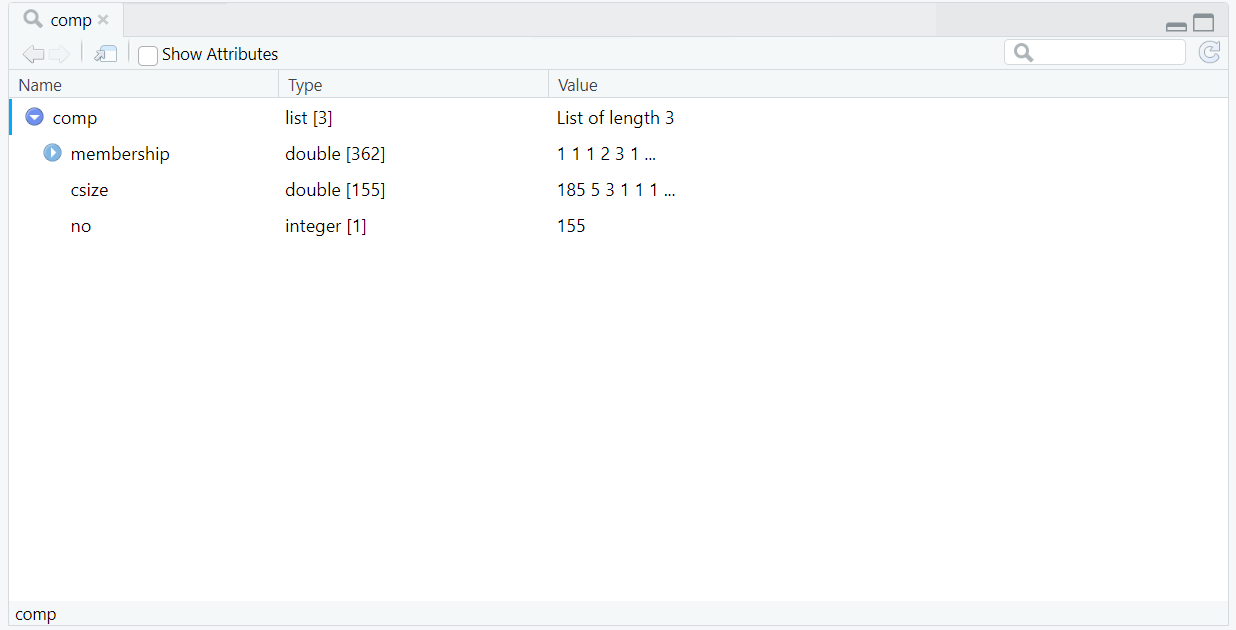 comp
Show Attributes
Name Type Value
comp list [3] List of length 3
membership double [362] 1 1 1 2 3 1 ...
csize double [155] 185 5 3 1 1 1 ...
no integer [1] 155
comp